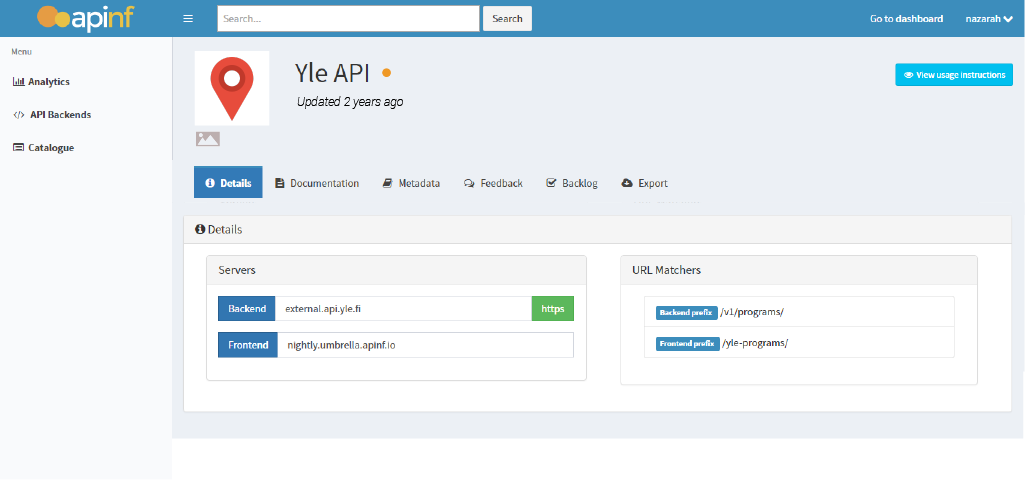 apinf
Search...
Search
Go to dashboard
nazarah
Menu
Analytics
API Backends
Catalogue
Yle API
Updated 2 years ago
View usage instructions
Details
Documentation
Metadata
Feedback
Backlog
Export
Details
Servers
Backend external.api.yle.fi https
Frontend nightly.umbrella.apinf.io
URL Matchers
Backend prefix /v1/programs/
Frontend prefix /yle-programs/